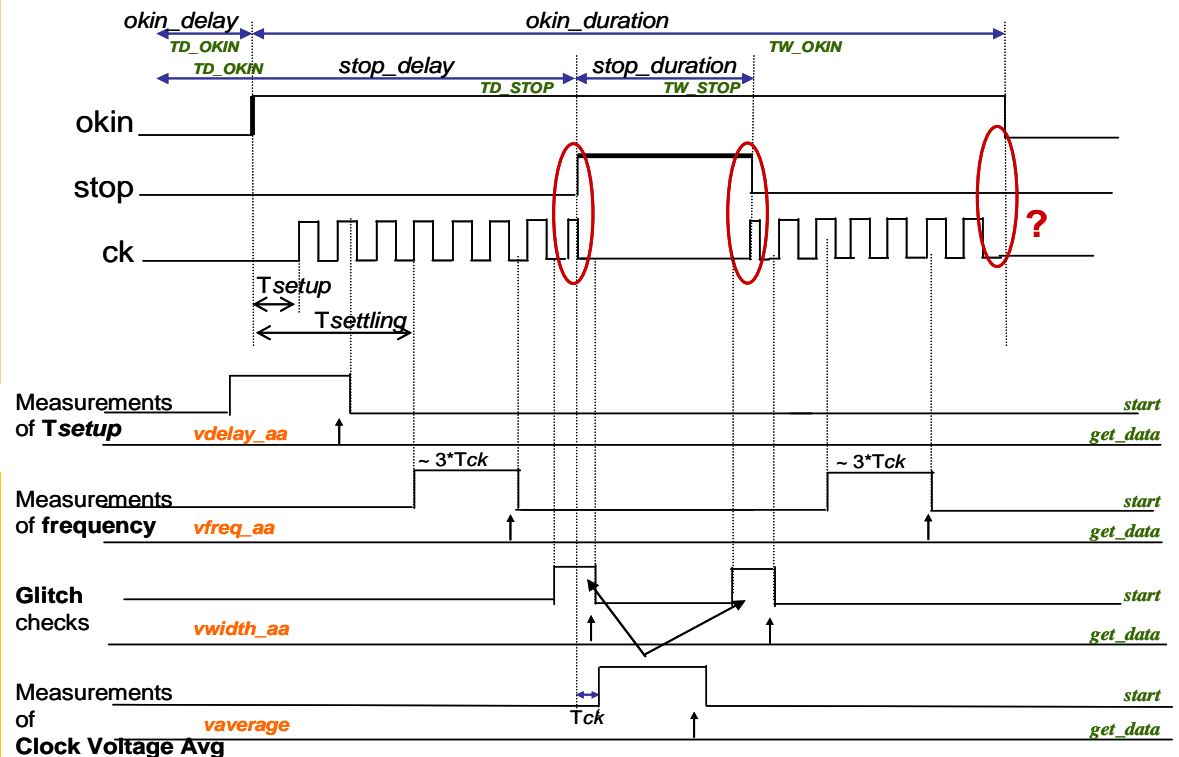 okin_delay okin_duration
TD_OKIN TW_OKIN
TD_OKIN stop_delay stop_duration
TD_STOP TW_STOP
okin
stop
?
ck
Tsetup
Tsettling
Measurements start
of Tsetup vdelay_aa get_data
~ 3*Tck ~ 3*Tck
Measurements start
of frequency vfreq_aa get_data
Glitch start
checks
vwidth_aa get_data
Measurements start
of Tck
vaverage get_data
Clock Voltage Avg